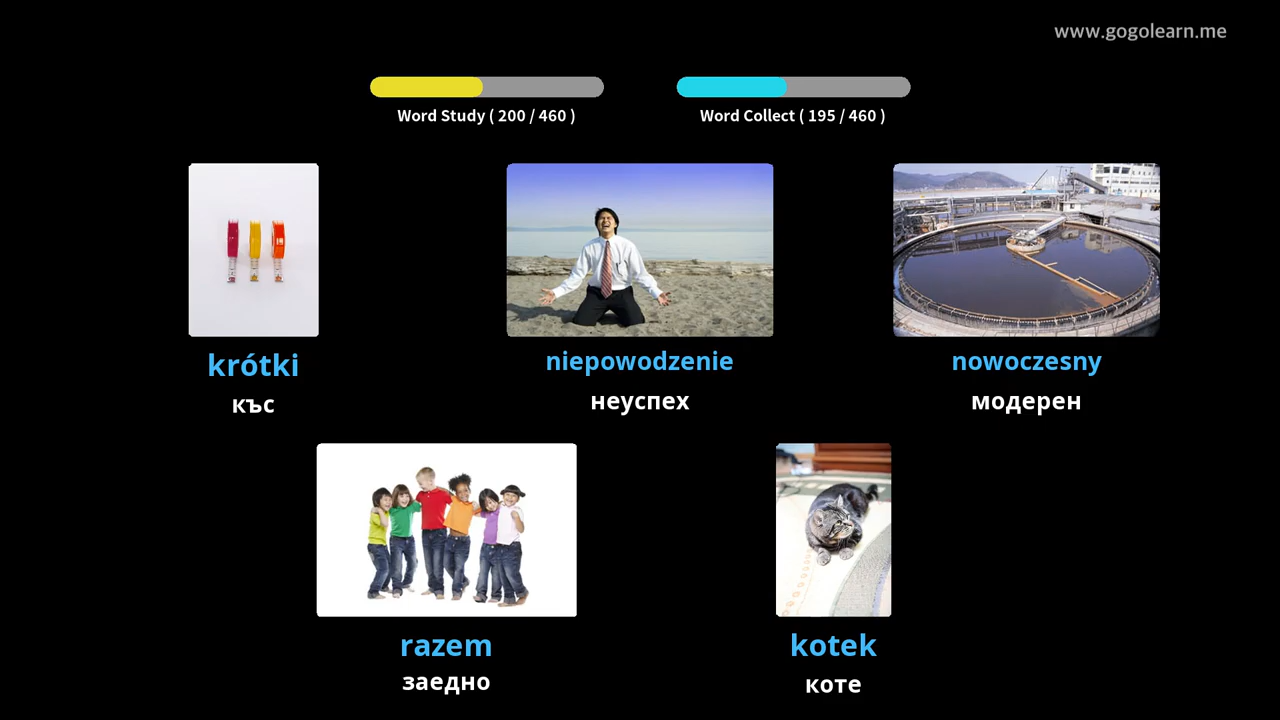 www.gogolearn.me
Word Study ( 200 / 460 )
Word Collect ( 195 / 460 )
krótki
къс
niepowodzenie
неуспех
nowoczesny
модерен
razem
заедно
kotek
коте